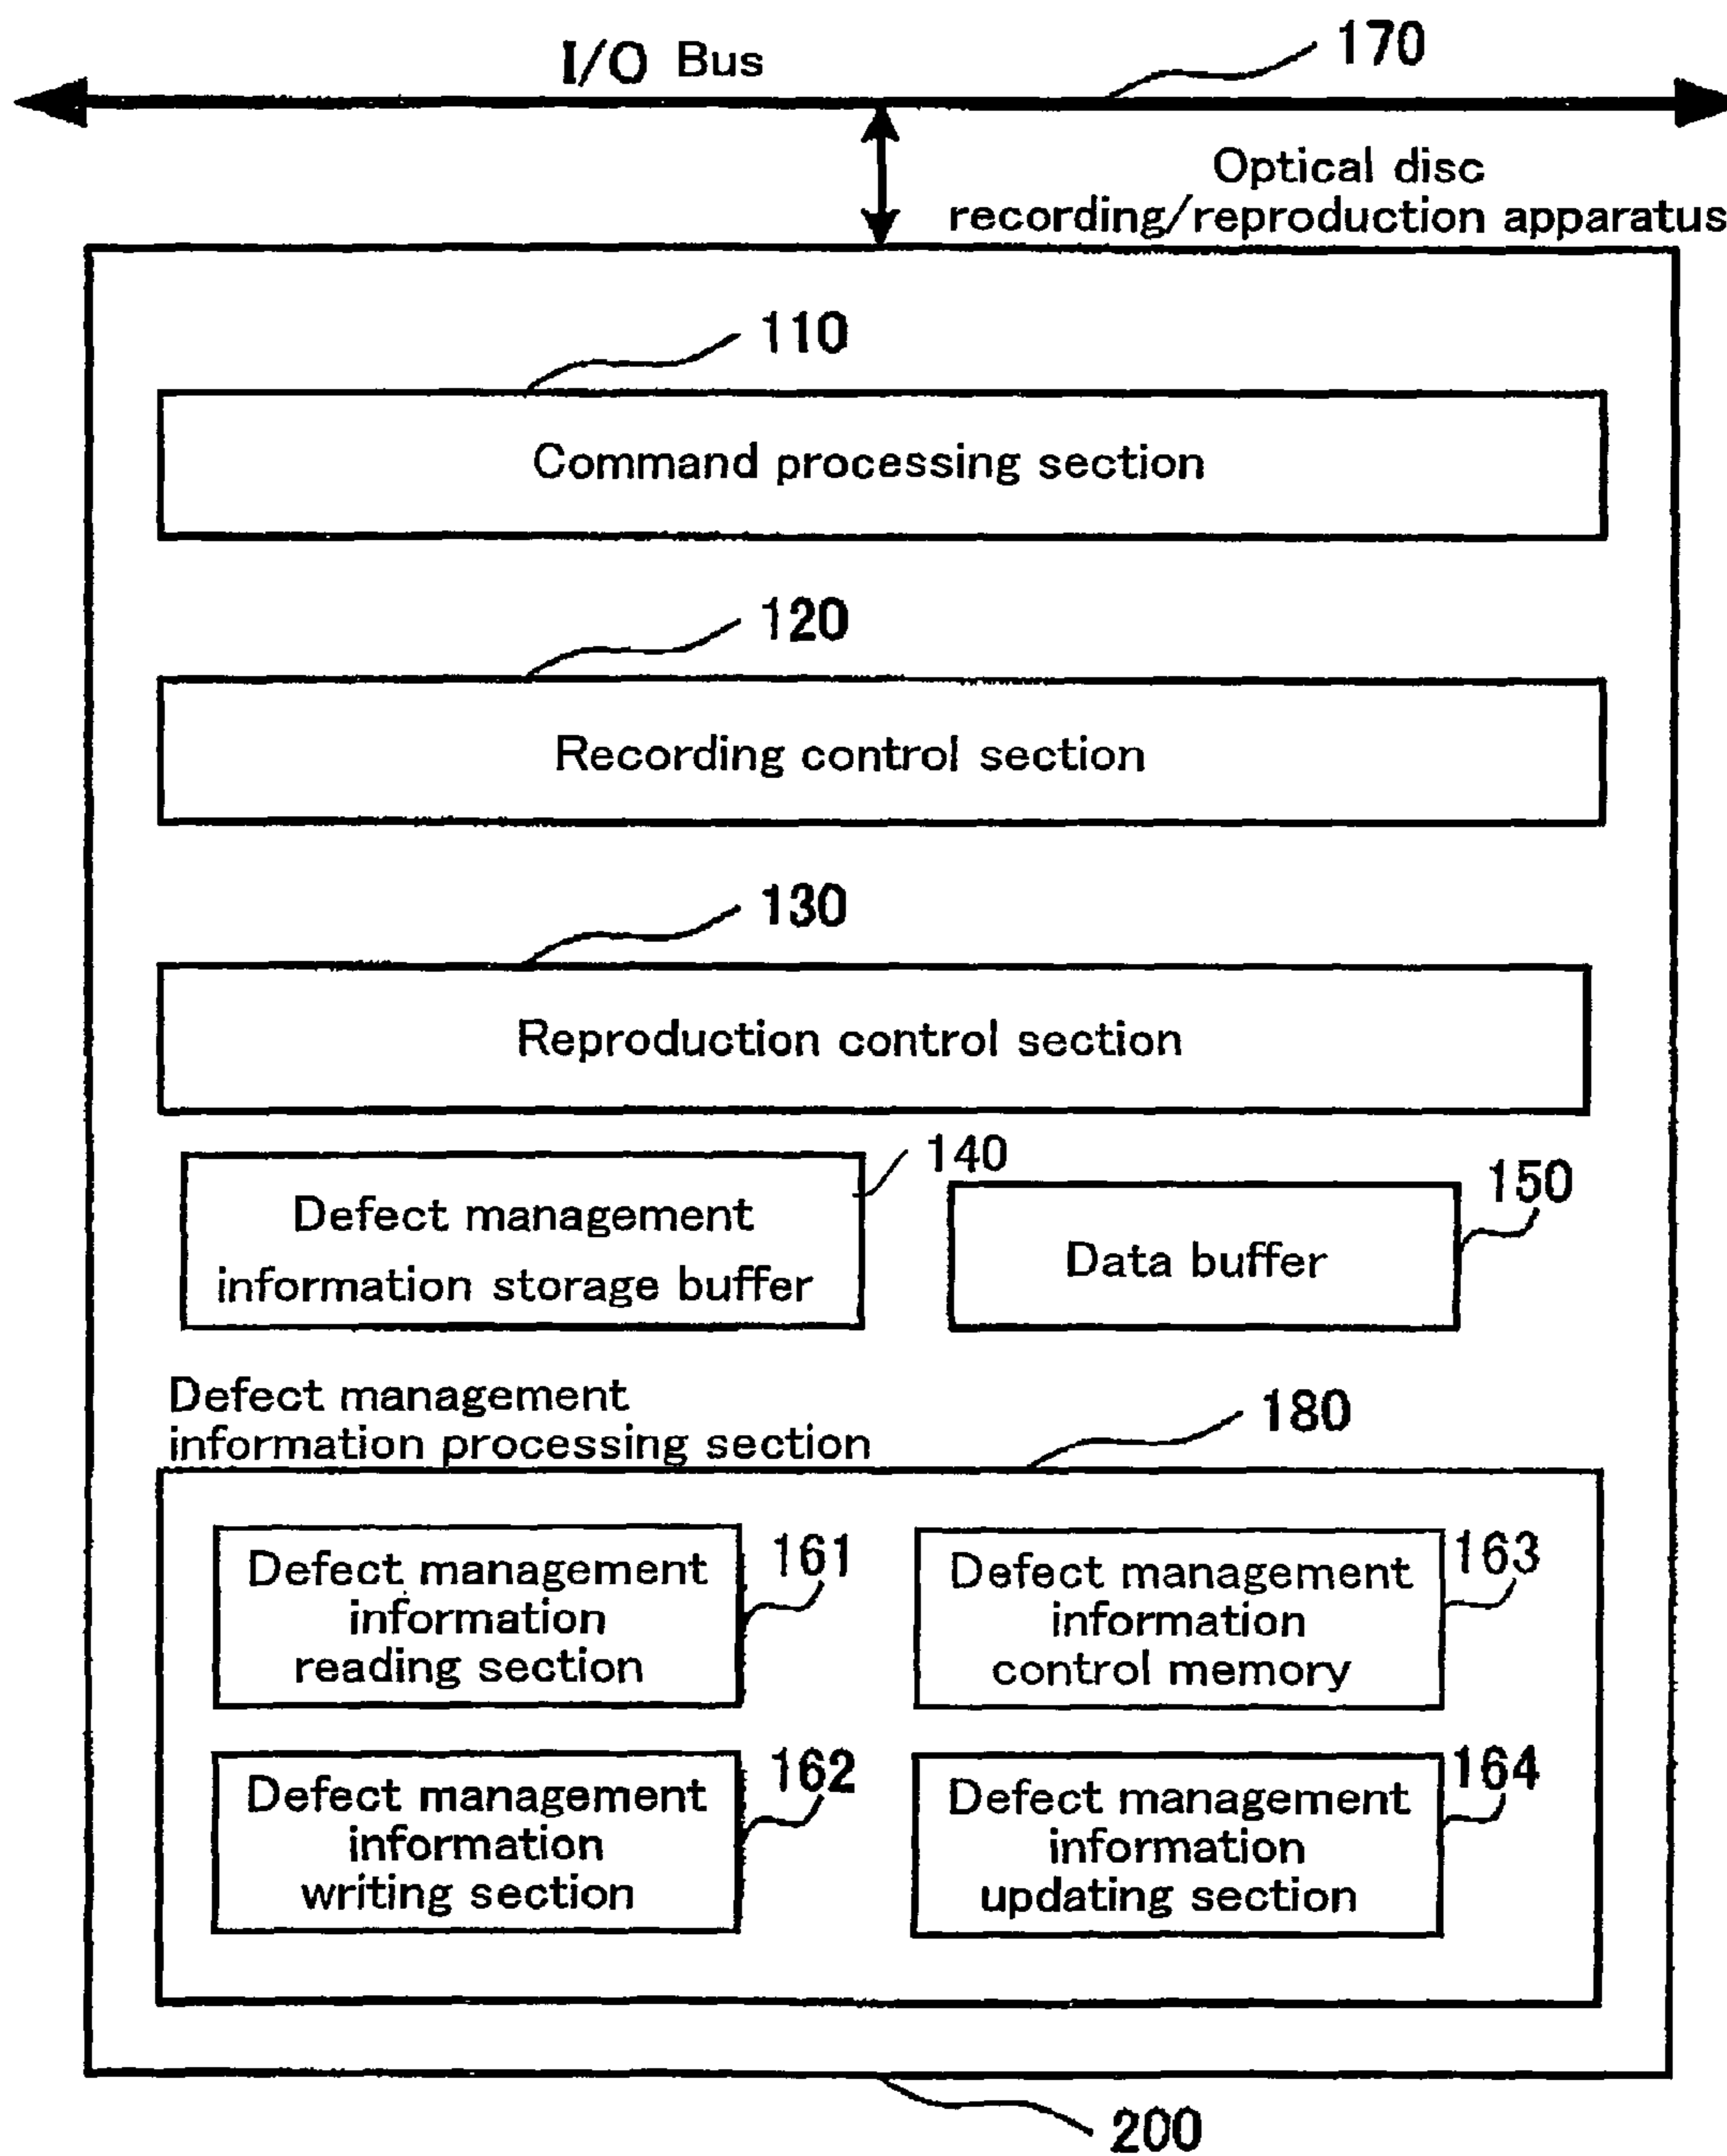 I/O Bus
170
Optical disc
recording/reproduction apparatus
110
Command processing section
120
Recording control section
130
Reproduction control section
140
Defect management
information storage buffer
150
Data buffer
Defect management
information processing section
180
Defect management
information
reading section
161
Defect management
information
control memory
163
Defect management
information
writing section
162
Defect management
information
updating section
164
200